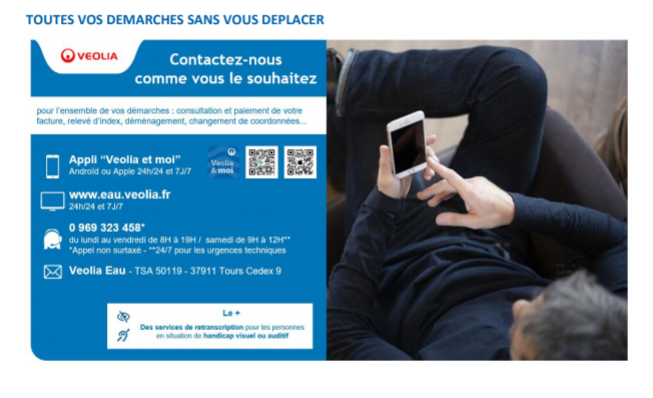 TOUTES VOS DEMARCHES SANS VOUS DEPLACER
VEOLIA
Contactez-nous
comme vous le souhaitez
pour l'ensemble de vos démarches : consultation et paiement de votre
facture, relevé d'index, déménagement, changement de coordonnées...
Appli “Veolia et moi”
Android ou Apple 24h/24 et 7J/7
Veolia
& moi
www.eau.veolia.fr
24h/24 et 7J/7
0 969 323 458*
du lundi au vendredi de 8H à 19H / samedi de 9H à 12H**
*Appel non surtaxé - **24/7 pour les urgences techniques
Veolia Eau - TSA 50119 - 37911 Tours Cedex 9
Le +
Des services de retranscription pour les personnes
en situation de handicap visuel ou auditif